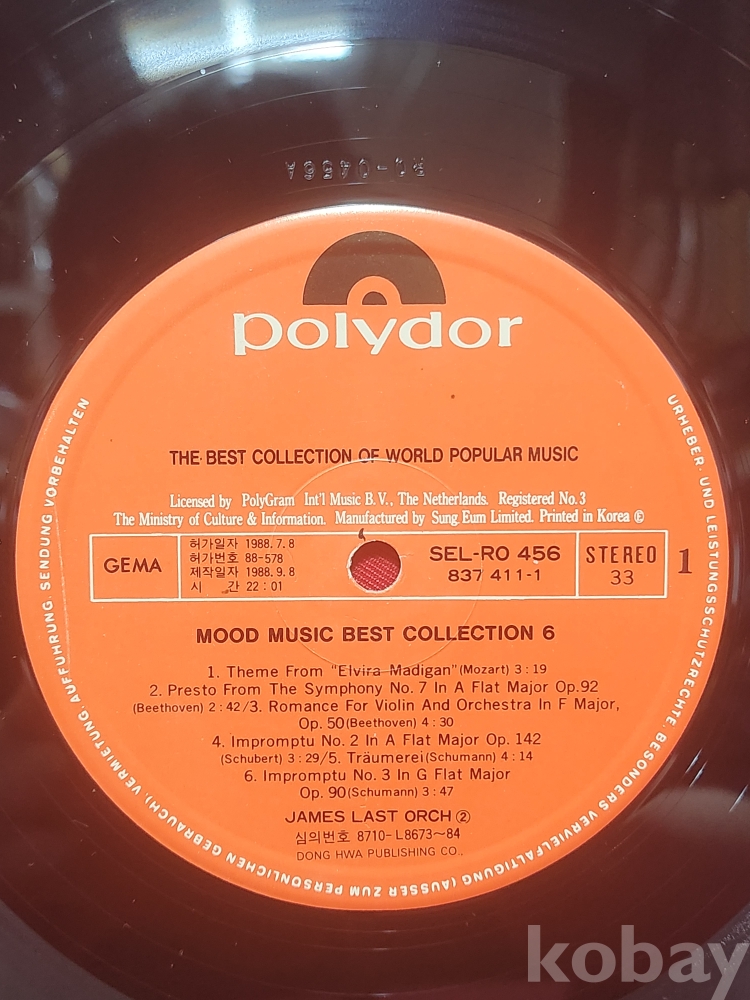 RO-0456A
polydor
THE BEST COLLECTION OF WORLD POPULAR MUSIC
Licensed by PolyGram Int'l Music B.V., The Netherlands. Registered No.3
The Ministry of Culture & Information. Manufactured by Sung Eum Limited. Printed in Korea ⓟ
GEMA
허가일자 1988.7.8
허가번호 88-578
제작일자 1988.9.8
시 간 22:01
SEL-RO 456
837 411-1
STEREO
33
1
MOOD MUSIC BEST COLLECTION 6
1. Theme From "Elvira Madigan" (Mozart) 3:19
2. Presto From The Symphony No. 7 In A Flat Major Op.92
(Beethoven) 2:42/3. Romance For Violin And Orchestra In F Major,
Op. 50 (Beethoven) 4:30
4. Impromptu No. 2 In A Flat Major Op. 142
(Schubert) 3:29/5. Träumerei (Schumann) 4:14
6. Impromptu No. 3 In G Flat Major
Op. 90 (Schumann) 3:47
JAMES LAST ORCH ②
심의번호 8710-L8673~84
DONG HWA PUBLISHING CO.,
URHEBER- UND LEISTUNGSSCHUTZRECHTE, BESONDERS VERVIELFÄLTIGUNG (AUSSER ZUM PERSÖNLICHEN GEBRAUCH), VERMIETUNG, AUFFÜHRUNG, SENDUNG VORBEHALTEN
kobay